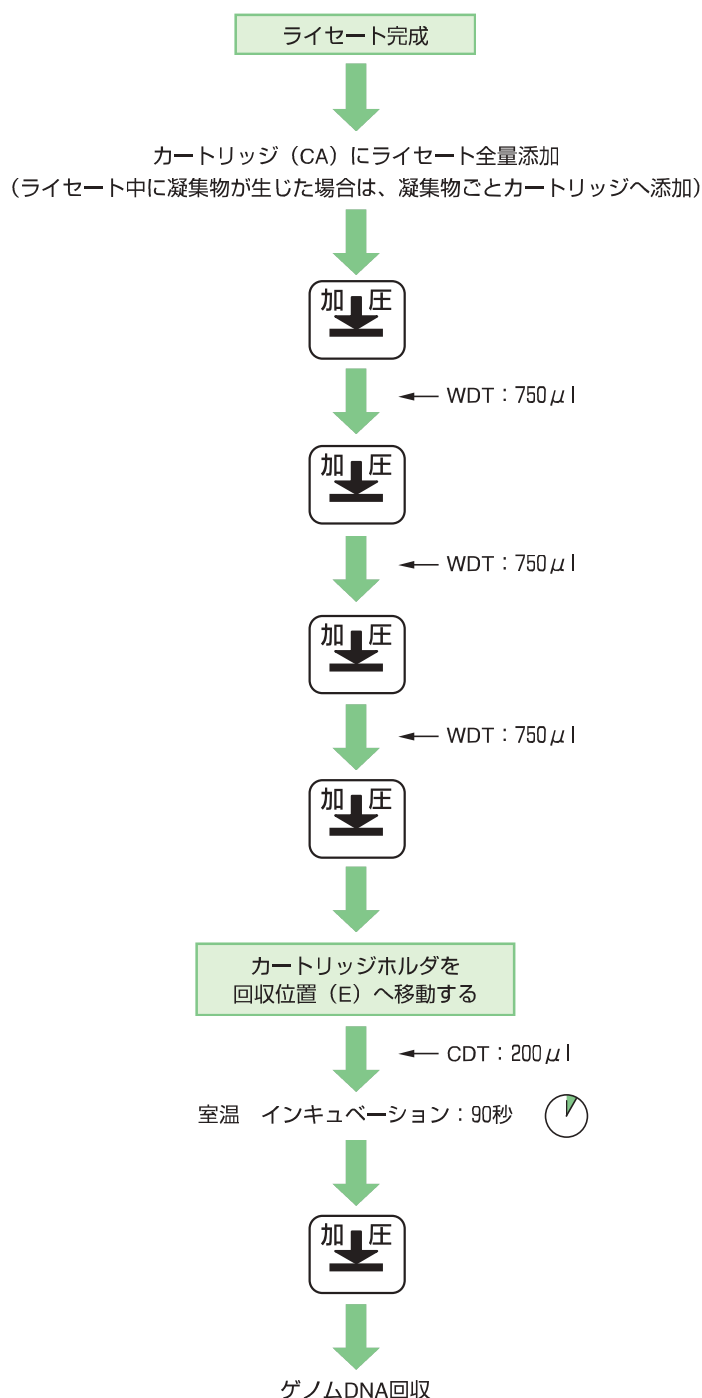 ライセート完成
カートリッジ（CA）にライセート全量添加
（ライセート中に凝集物が生じた場合は、凝集物ごとカートリッジへ添加）
加 圧
WDT：750μl
加 圧
WDT：750μl
加 圧
WDT：750μl
加 圧
カートリッジホルダを
回収位置（E）へ移動する
CDT：200μl
室温　インキュベーション：90秒
加 圧
ゲノムDNA回収